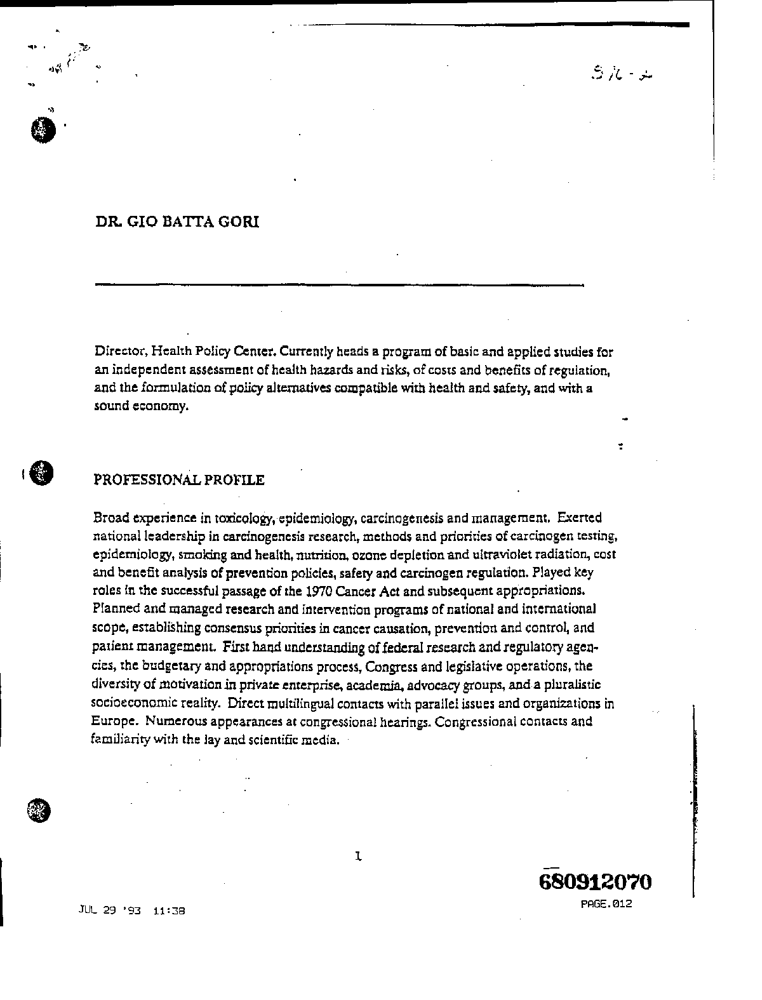 DR. GIO BATTA GORI
Director, Health Policy Center. Currently heads a program of basic and applied studies for
an independent assessment of health hazards and risks, of costs and benefits of regulation,
and the formulation of policy alternatives compatible with health and safety, and with a
sound economy.
PROFESSIONAL PROFILE
Broad experience in toxicology, epidemiology, carcinogenesis and management. Exerted
national leadership in carcinogenesis research, methods and priorities of carcinogen testing,
epidemiology, smoking and health, nutrition, ozone depletion and ultraviolet radiation, cost
and benefit analysis of prevention policies, safety and carcinogen regulation. Played key
roles in the successful passage of the 1970 Cancer Act and subsequent appropriations.
Planned and managed research and intervention programs of national and international
scope, establishing consensus priorities in cancer causation, prevention and control, and
patient management. First hand understanding of federal research and regulatory agen-
cies, the budgetary and appropriations process, Congress and legislative operations, the
diversity of motivation in private enterprise, academia, advocacy groups, and a pluralistic
socioeconomic reality. Direct multilingual contacts with parallel issues and organizations in
Europe. Numerous appearances at congressional hearings. Congressional contacts and
familiarity with the lay and scientific media.
1
680912070
JUL 29 '93 11:38
PAGE.012